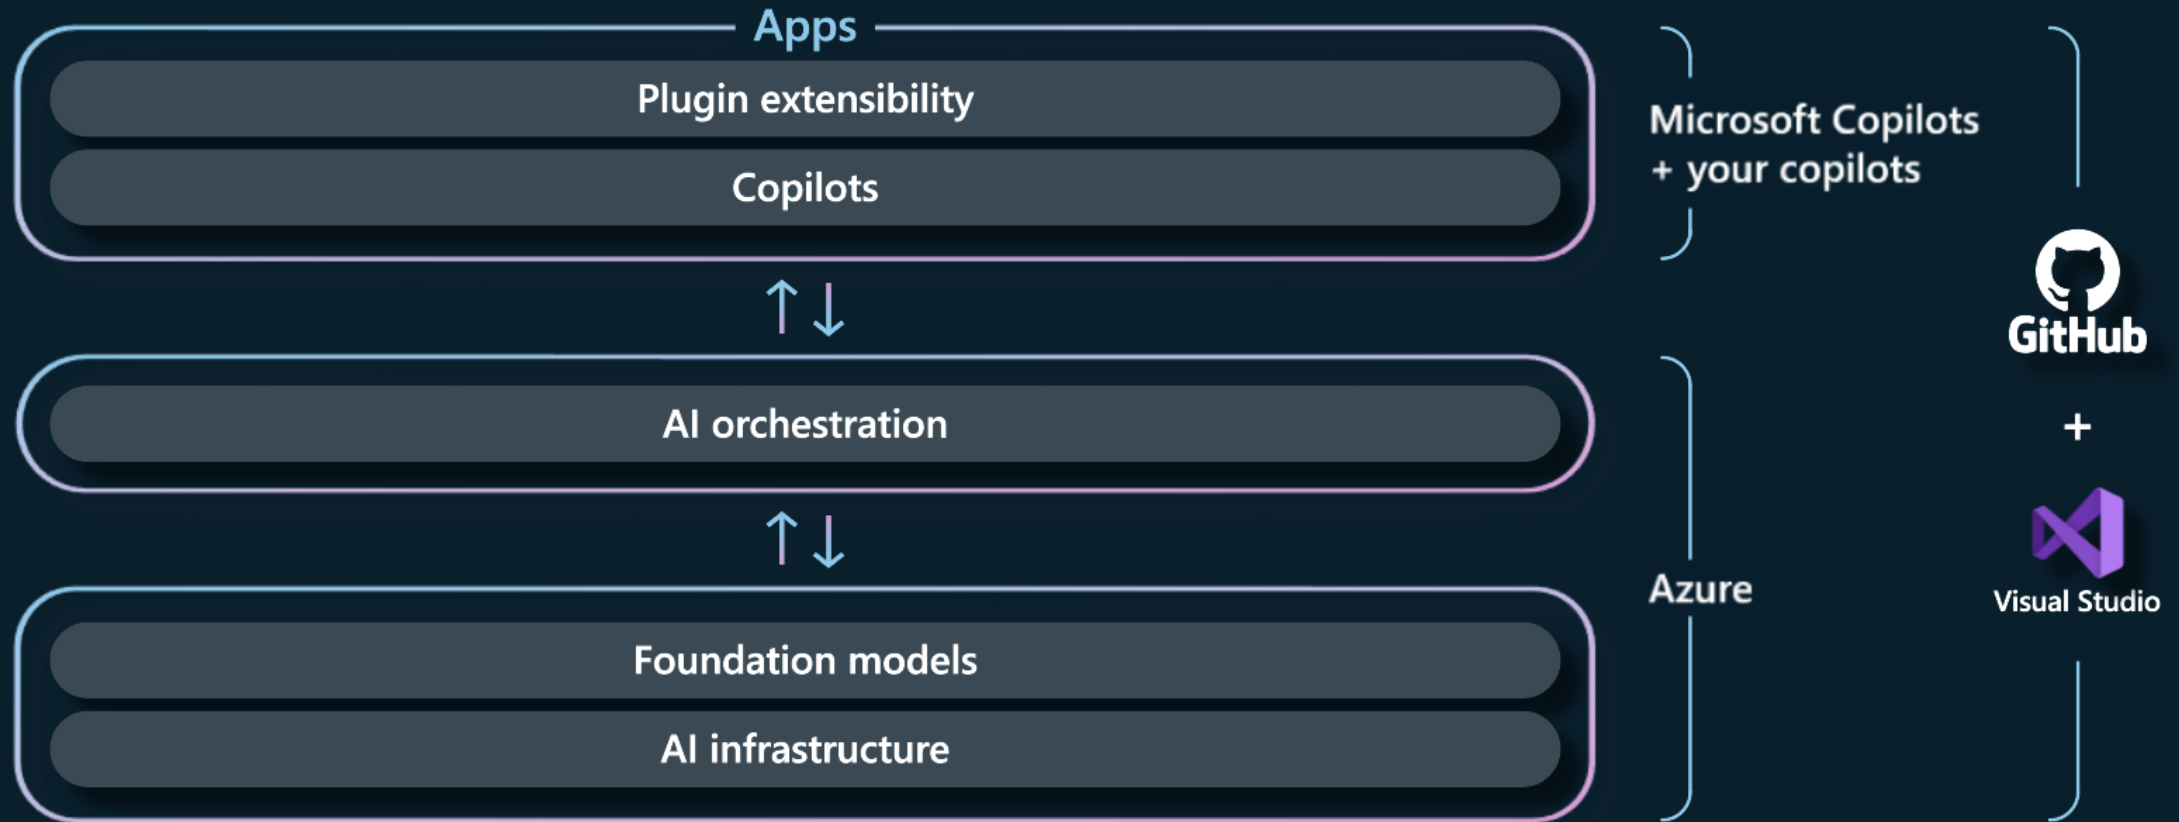 Apps
Plugin extensibility
Copilots
Microsoft Copilots
+ your copilots
GitHub
AI orchestration
+
Azure
Visual Studio
Foundation models
AI infrastructure